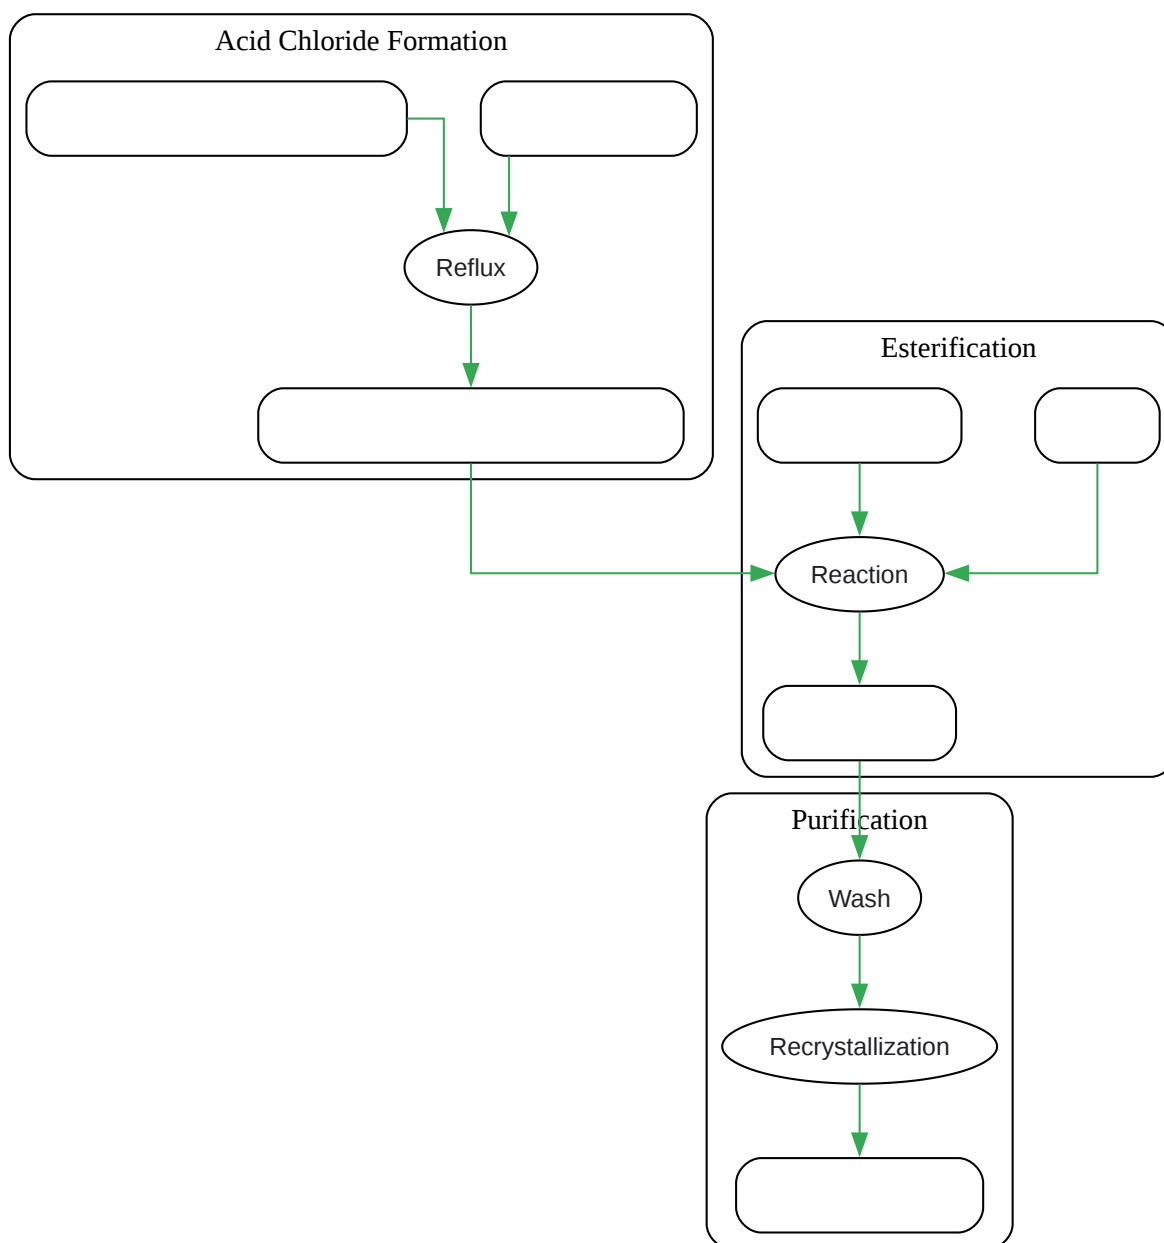 Acid Chloride Formation
Reflux
Esterification
Reaction
Purification
Wash
Recrystallization